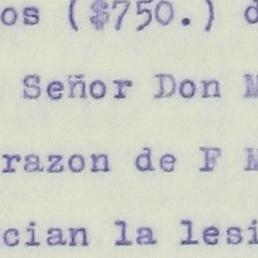 os ($750.) d
Señor Don M
razon de F M
cian la lesi